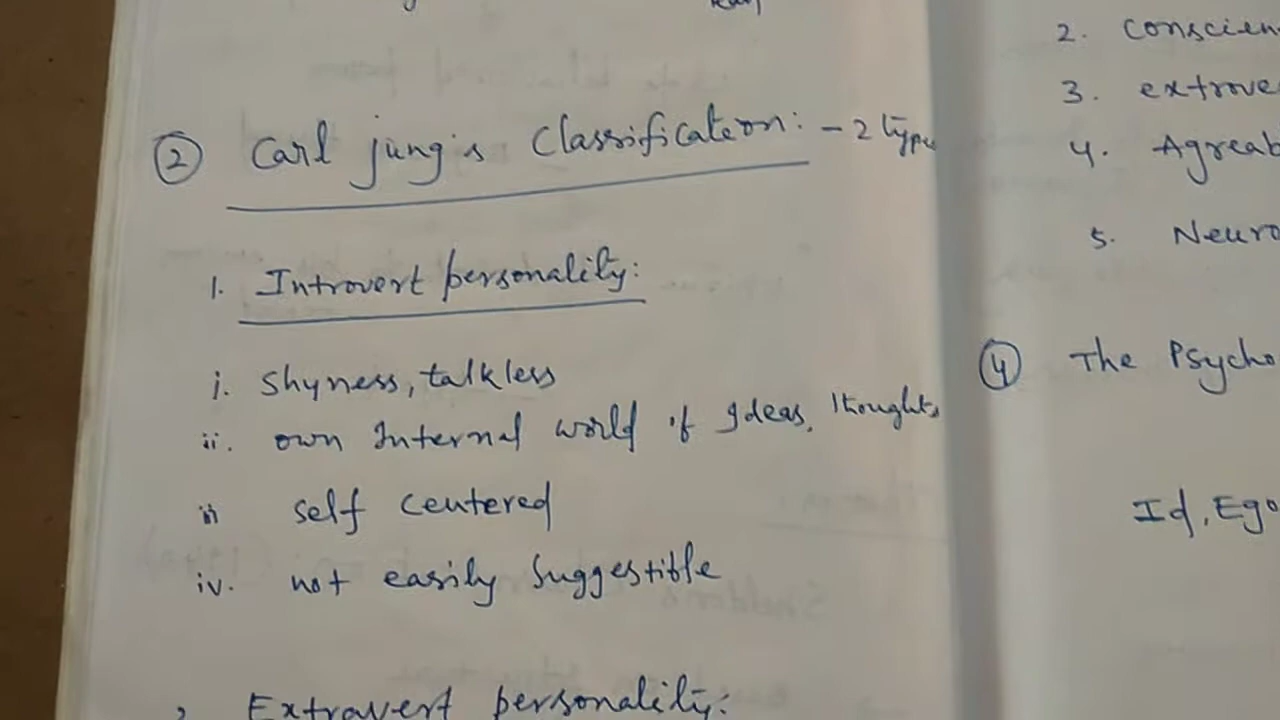 ② Carl jung's Classification: - 2 types
1. Introvert personality:
i. shyness, talkless
ii. own Internal world of Ideas, Thoughts
iii self centered
iv. not easily Suggestible
2 Extravert personality:
2. Conscien
3. extrove
4. Agreab
5. Neuro
④ The Psycho
Id, Ego